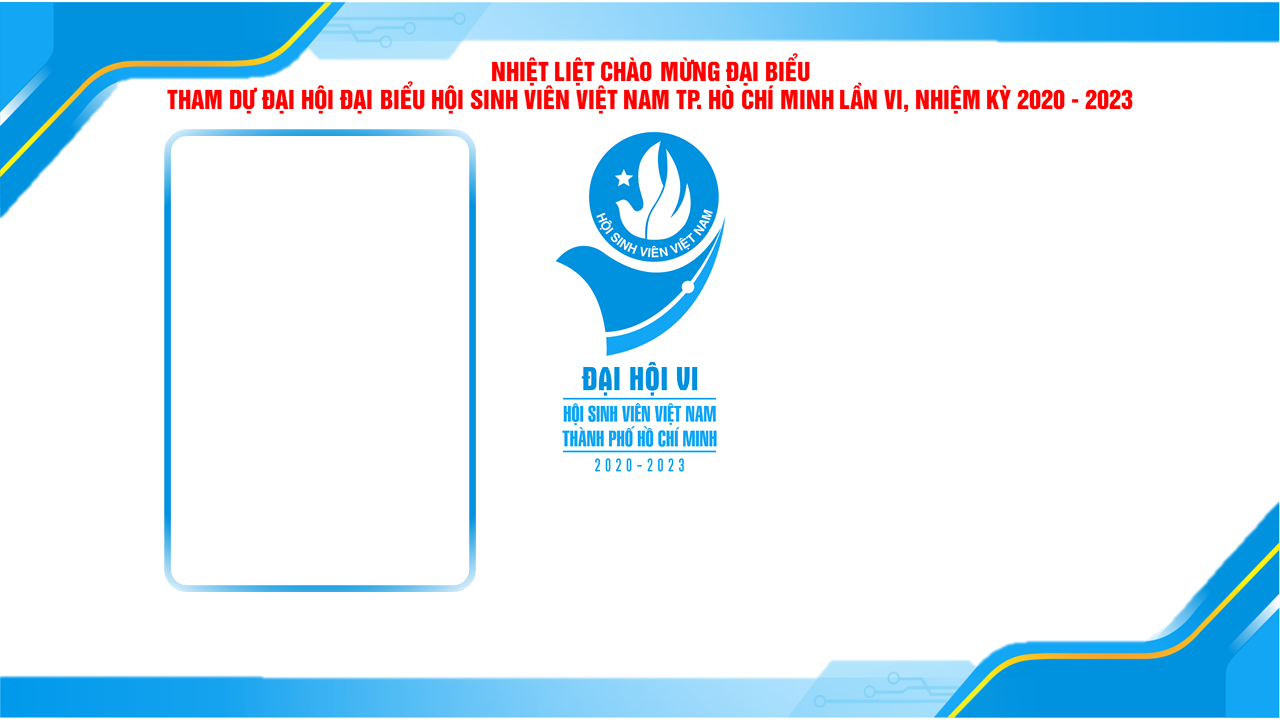 NHIỆT LIỆT CHÀO MỪNG ĐẠI BIỂU
THAM DỰ ĐẠI HỘI ĐẠI BIỂU HỘI SINH VIÊN VIỆT NAM TP. HỒ CHÍ MINH LẦN VI, NHIỆM KỲ 2020 - 2023
HỘI SINH VIÊN VIỆT NAM
ĐẠI HỘI VI
HỘI SINH VIÊN VIỆT NAM
THÀNH PHỐ HỒ CHÍ MINH
2020-2023